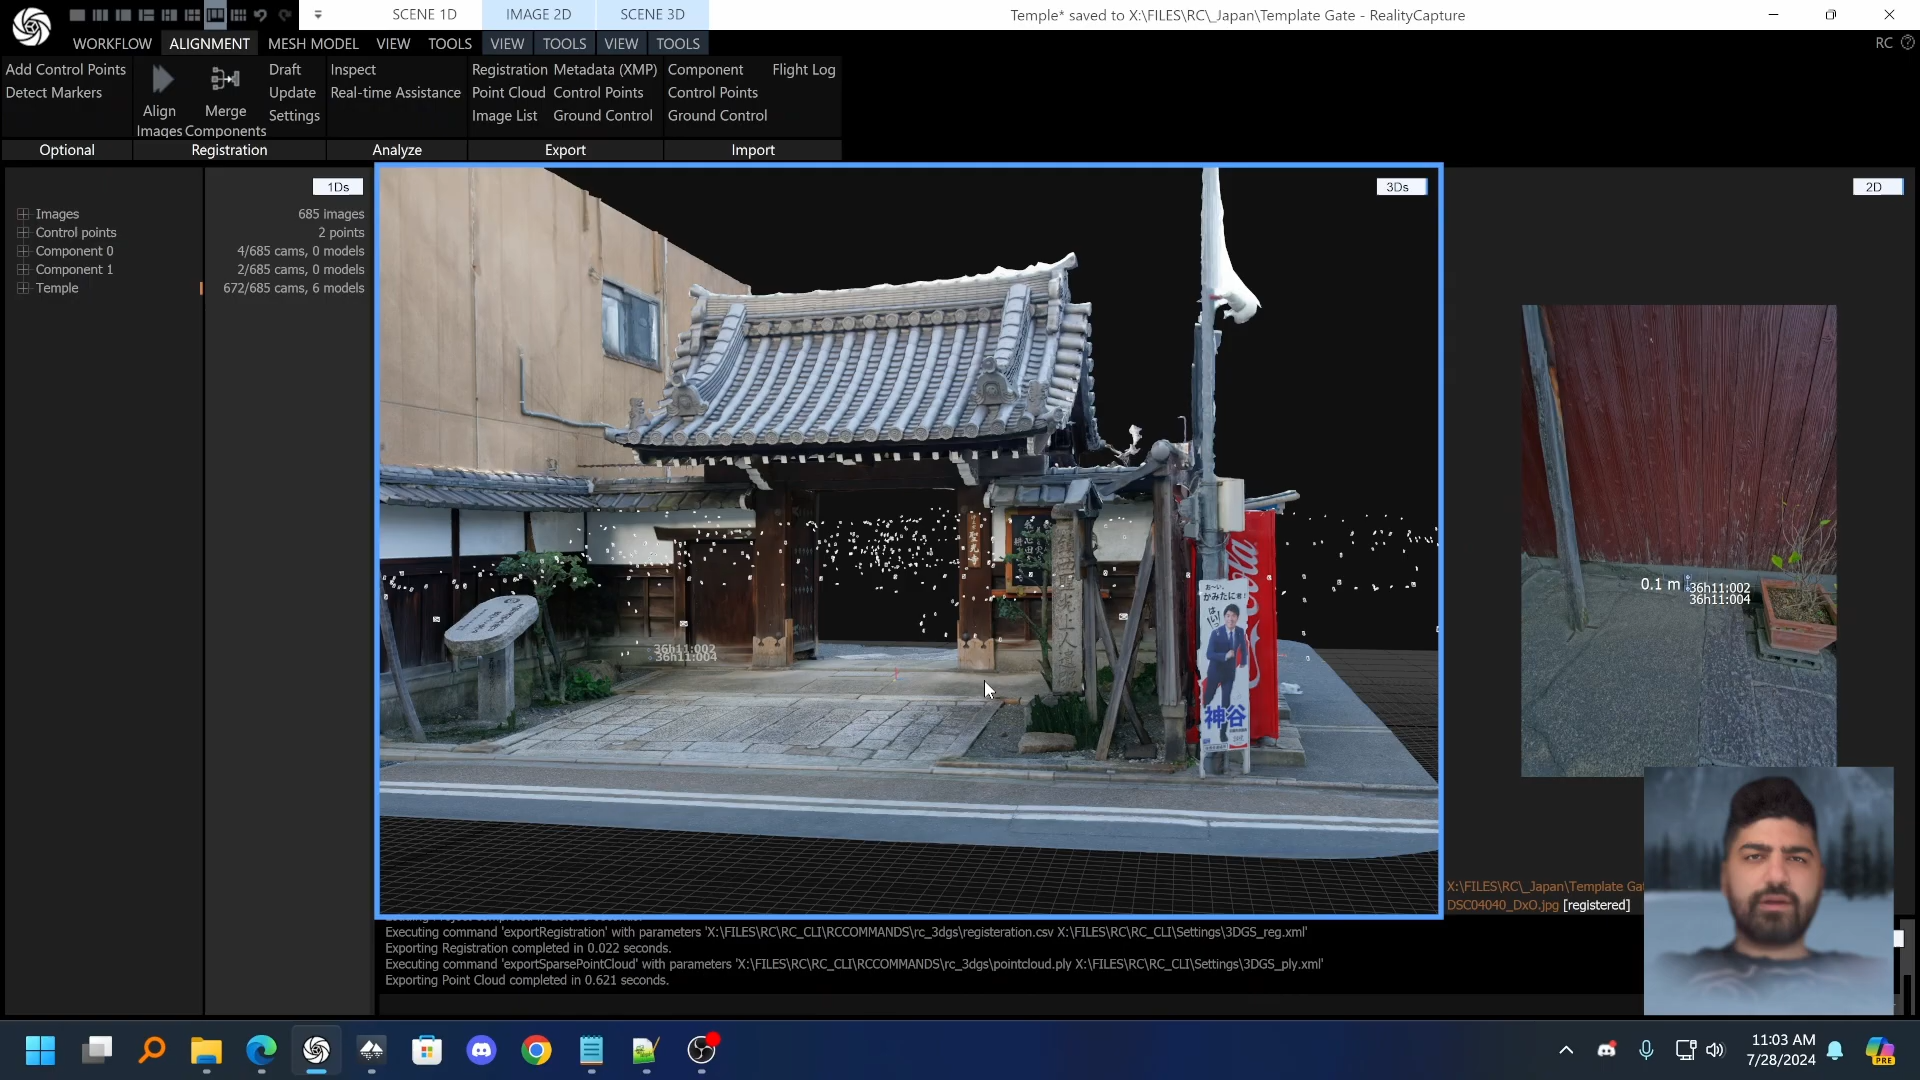 SCENE 1D IMAGE 2D SCENE 3D
Temple* saved to X:\FILES\RC\_Japan\Template Gate - RealityCapture
WORKFLOW ALIGNMENT MESH MODEL VIEW TOOLS VIEW TOOLS VIEW TOOLS
RC
Add Control Points
Detect Markers
Align
Images
Merge
Components
Draft
Update
Settings
Inspect
Real-time Assistance
Registration Metadata (XMP)
Point Cloud Control Points
Image List Ground Control
Component Flight Log
Control Points
Ground Control
Optional Registration Analyze Export Import
1Ds
Images 685 images
Control points 2 points
Component 0 4/685 cams, 0 models
Component 1 2/685 cams, 0 models
Temple 672/685 cams, 6 models
3Ds
36h11:002
36h11:004
神谷
2D
0.1 m
36h11:002
36h11:004
X:\FILES\RC\_Japan\Template Ga
DSC04040_DxO.jpg [registered]
Executing command 'exportRegistration' with parameters 'X:\FILES\RC\RC_CLI\RCCOMMANDS\rc_3dgs\registeration.csv X:\FILES\RC\RC_CLI\Settings\3DGS_reg.xml'
Exporting Registration completed in 0.022 seconds.
Executing command 'exportSparsePointCloud' with parameters 'X:\FILES\RC\RC_CLI\RCCOMMANDS\rc_3dgs\pointcloud.ply X:\FILES\RC\RC_CLI\Settings\3DGS_ply.xml'
Exporting Point Cloud completed in 0.621 seconds.
11:03 AM
7/28/2024
PRE